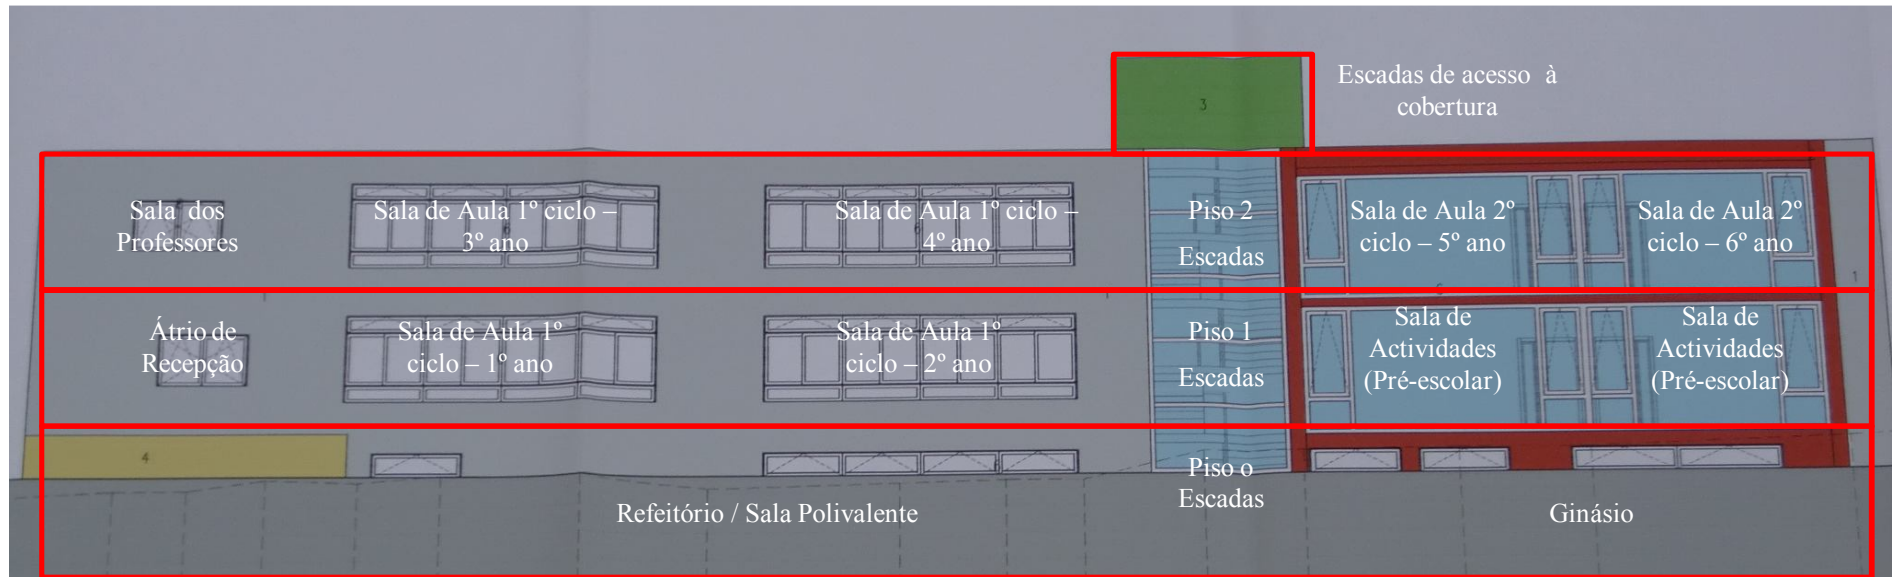 Escadas de acesso à
cobertura
3
Sala dos
Professores
Sala de Aula 1º ciclo –
3º ano
Sala de Aula 1º ciclo –
4º ano
Piso 2
Escadas
Sala de Aula 2º
ciclo – 5º ano
Sala de Aula 2º
ciclo – 6º ano
1
Átrio de
Recepção
Sala de Aula 1º
ciclo – 1º ano
Sala de Aula 1º
ciclo – 2º ano
Piso 1
Escadas
Sala de
Actividades
(Pré-escolar)
Sala de
Actividades
(Pré-escolar)
4
Piso o
Escadas
Refeitório / Sala Polivalente
Ginásio